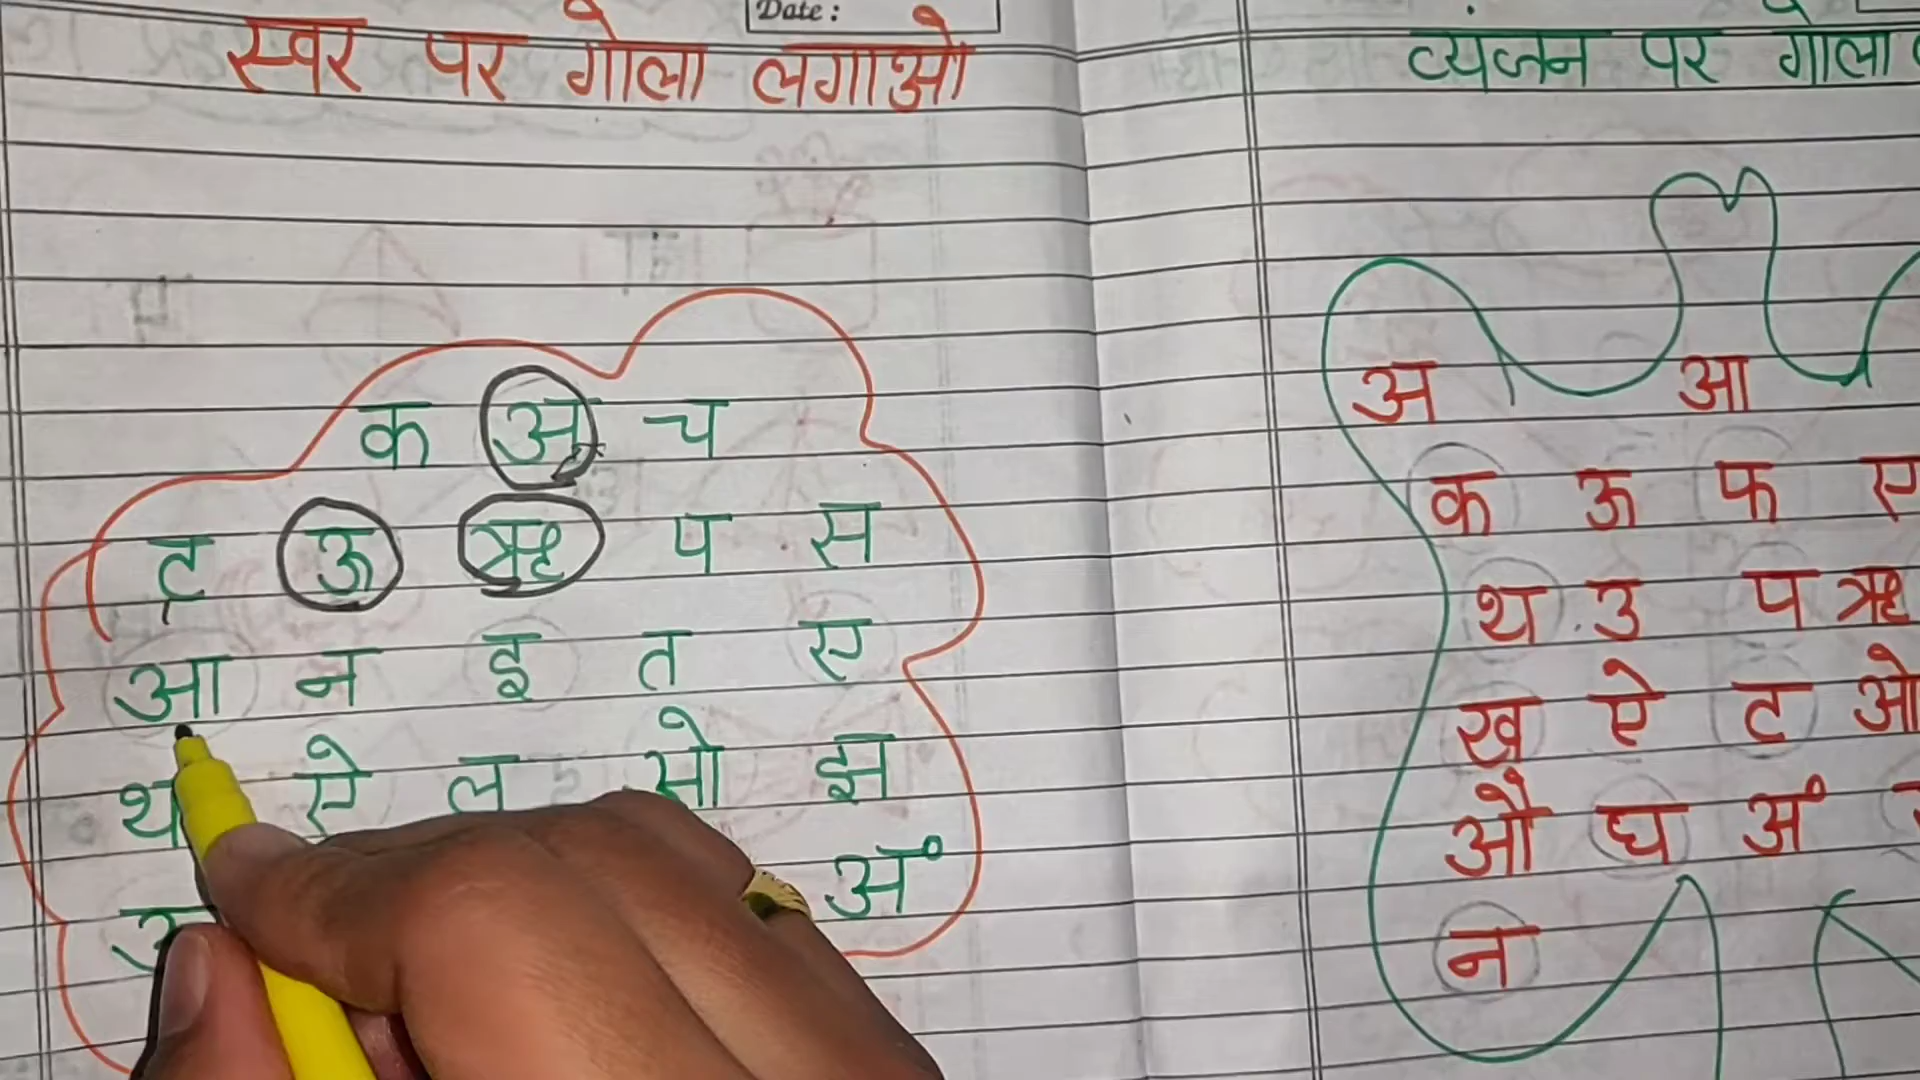 Date :
स्वर पर गोला लगाओ
क अ च
ट ऊ ऋ प स
आ न इ त ए
थ ऐ ल ओ झ
अं
व्यंजन पर गोला
अ आ
क ऊ फ ए
थ उ प ऋ
ख ऐ ट ओ
औ घ अं
न